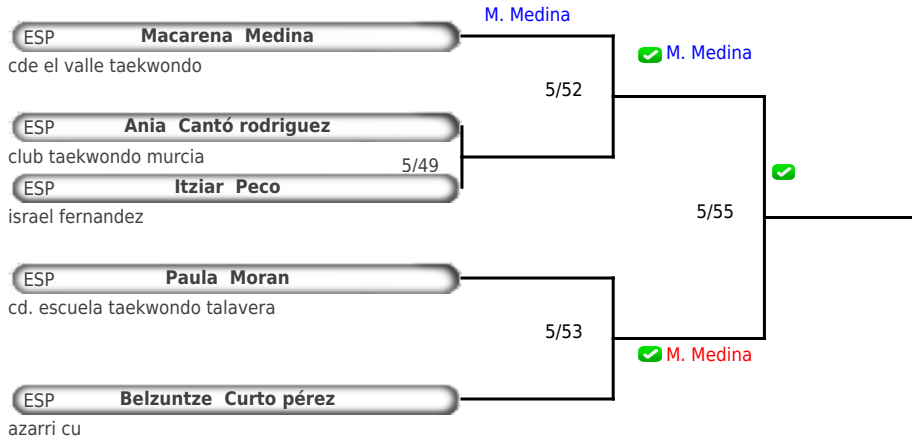 M. Medina
ESP Macarena Medina
cde el valle taekwondo
M. Medina
5/52
ESP Ania Cantó rodriguez
club taekwondo murcia
5/49
ESP Itziar Peco
israel fernandez
5/55
ESP Paula Moran
cd. escuela taekwondo talavera
5/53
M. Medina
ESP Belzuntze Curto pérez
azarri cu